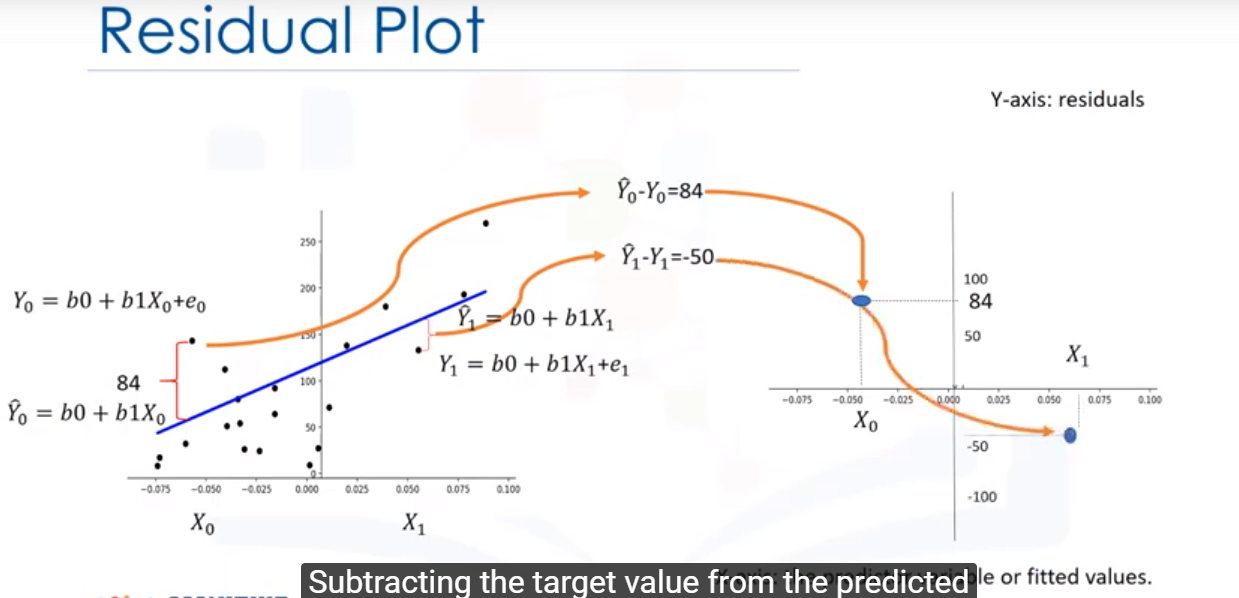 Residual Plot
Y-axis: residuals
Ŷ₀-Y₀=84
Ŷ₁-Y₁=-50
Y₀ = b0 + b1X₀+e₀
84
Ŷ₀ = b0 + b1X₀
250
200
150
100
50
0
Ŷ₁ = b0 + b1X₁
Y₁ = b0 + b1X₁+e₁
−0.075 −0.050 −0.025 0.000 0.025 0.050 0.075 0.100
X₀ X₁
100
84
50
X₁
−0.075 −0.050 −0.025 0.000 0.025 0.050 0.075 0.100
X₀
-50
-100
variable or fitted values.
Subtracting the target value from the predicted